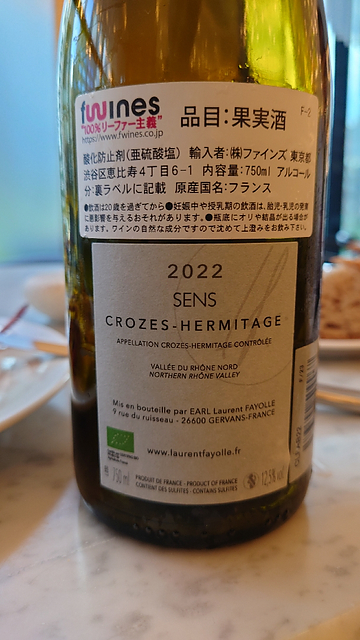 fwines
"100%リーファー主義"
https://www.fwines.co.jp
品目:果実酒
F-2
酸化防止剤(亜硫酸塩) 輸入者:㈱ファインズ 東京都
渋谷区恵比寿4丁目6-1 内容量:750ml アルコール
分:裏ラベルに記載 原産国名:フランス
●飲酒は20歳を過ぎてから●妊娠中や授乳期の飲酒は、胎児・乳児の発育
に悪影響を与えるおそれがあります。●瓶底にオリや結晶が出る場合が
あります。ワインの自然な成分ですので沈めて上澄みをお飲み下さい。
2022
SENS
CROZES-HERMITAGE
APPELLATION CROZES-HERMITAGE CONTRÔLÉE
VALLÉE DU RHÔNE NORD
NORTHERN RHÔNE VALLEY
Mis en bouteille par EARL Laurent FAYOLLE
9 rue du ruisseau - 26600 GERVANS-FRANCE
www.laurentfayolle.fr
750 ml
PRODUIT DE FRANCE - PRODUCT OF FRANCE
CONTIENT DES SULFITES - CONTAINS SULFITES
12,5% vol